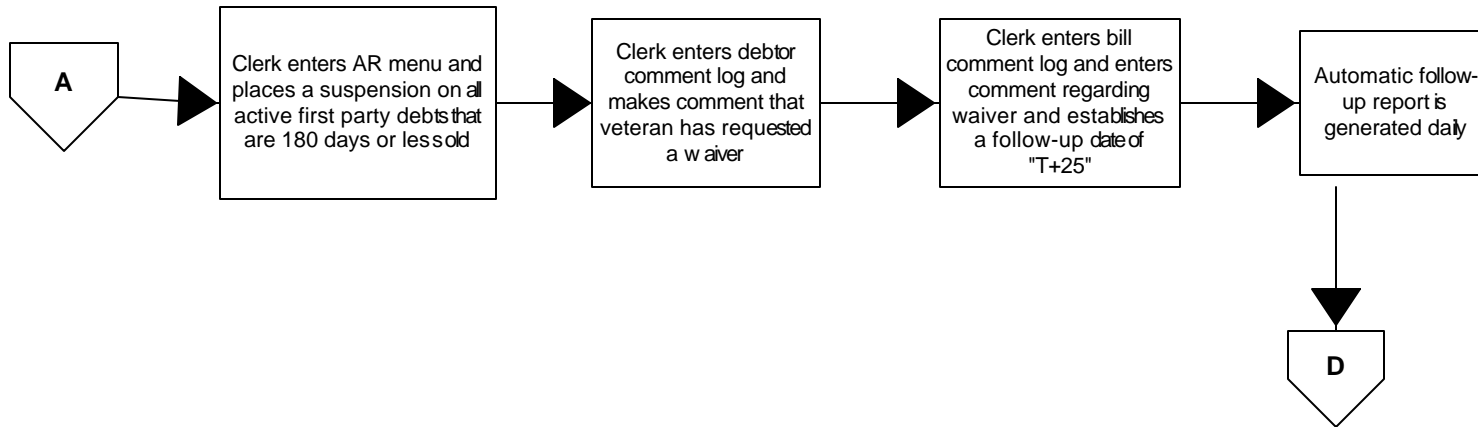 A
Clerk enters AR menu and
places a suspension on all
active first party debts that
are 180 days or lessold
Clerk enters debtor
comment log and
makes comment that
veteran has requested
a waiver
Clerk enters bill
comment log and enters
comment regarding
waiver and establishes
a follow-up date of
"T+25"
Automatic follow-
up report is
generated daily
D